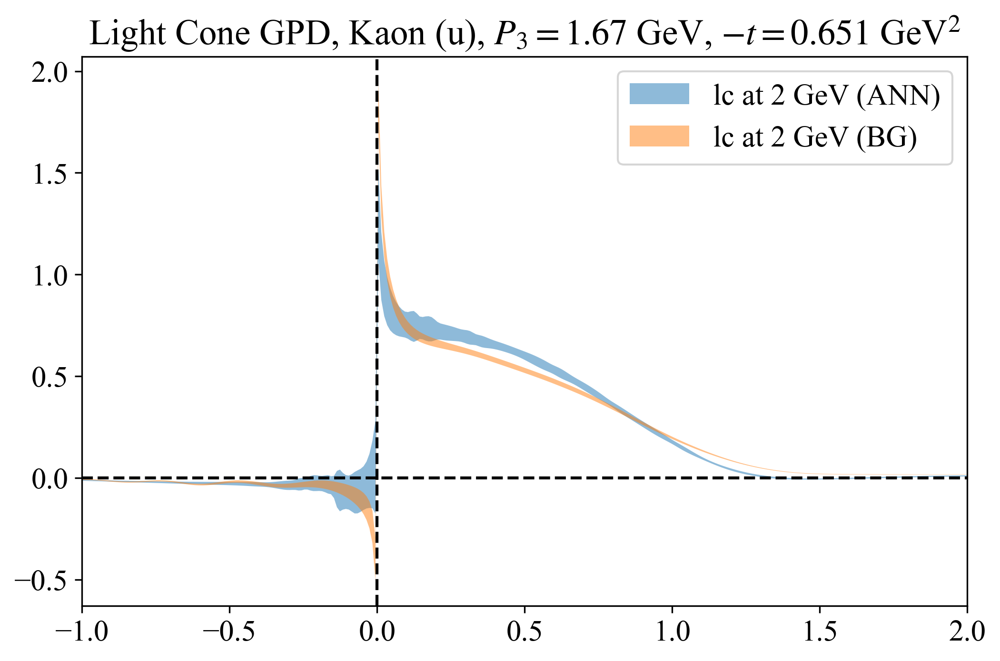 Light Cone GPD, Kaon (u), P₃ = 1.67 GeV, −t = 0.651 GeV²
lc at 2 GeV (ANN)
lc at 2 GeV (BG)
2.0
1.5
1.0
0.5
0.0
−0.5
−1.0 −0.5 0.0 0.5 1.0 1.5 2.0